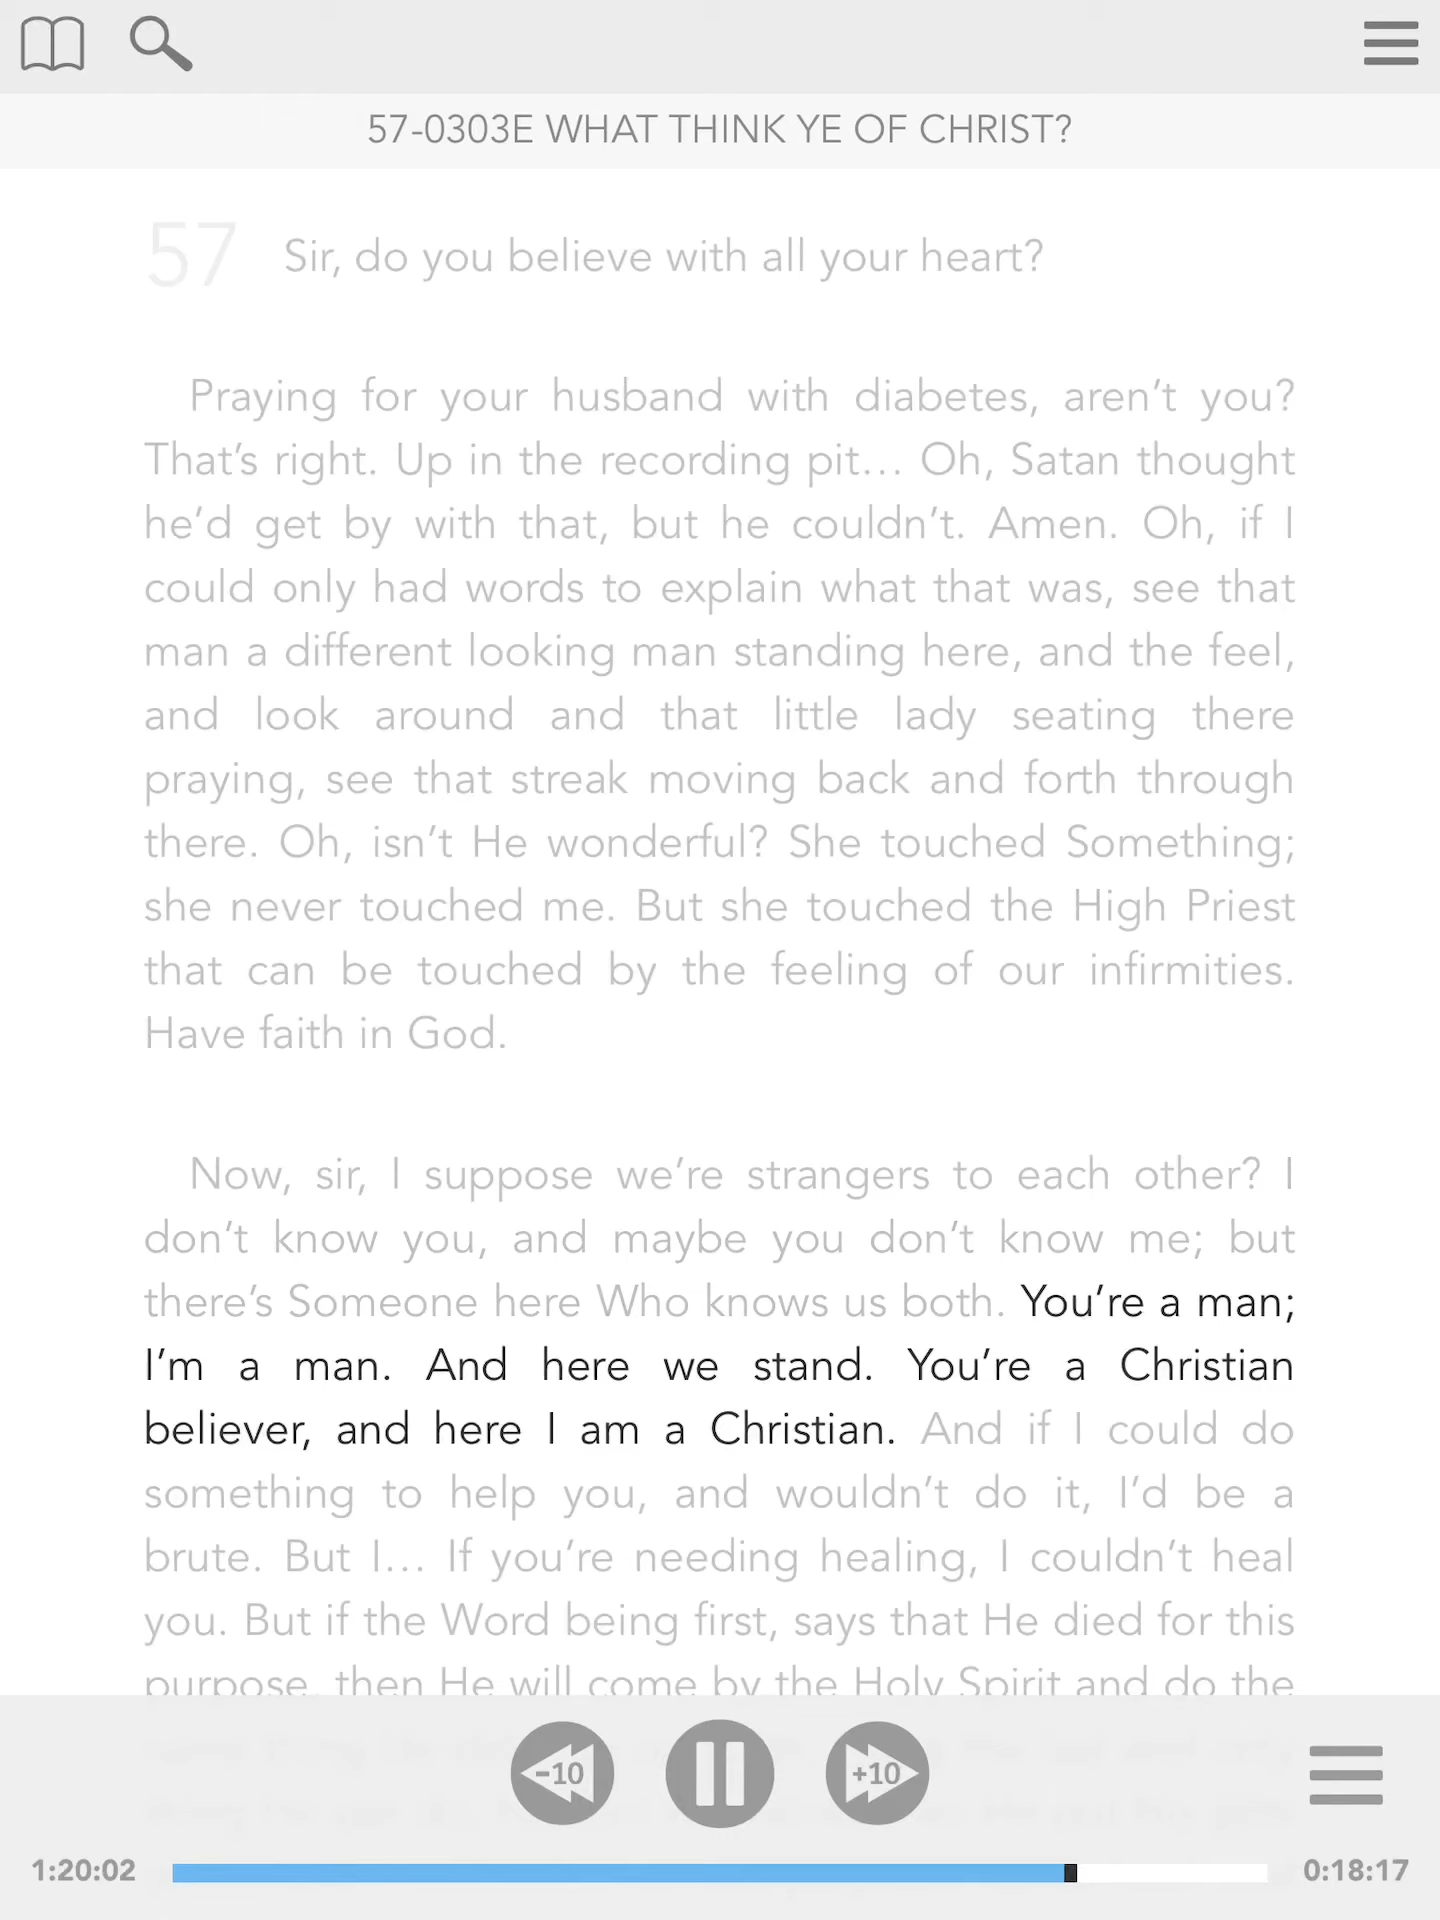 57-0303E WHAT THINK YE OF CHRIST?
57 Sir, do you believe with all your heart?
Praying for your husband with diabetes, aren’t you?
That’s right. Up in the recording pit... Oh, Satan thought
he’d get by with that, but he couldn’t. Amen. Oh, if I
could only had words to explain what that was, see that
man a different looking man standing here, and the feel,
and look around and that little lady seating there
praying, see that streak moving back and forth through
there. Oh, isn’t He wonderful? She touched Something;
she never touched me. But she touched the High Priest
that can be touched by the feeling of our infirmities.
Have faith in God.
Now, sir, I suppose we’re strangers to each other? I
don’t know you, and maybe you don’t know me; but
there’s Someone here Who knows us both. You’re a man;
I’m a man. And here we stand. You’re a Christian
believer, and here I am a Christian. And if I could do
something to help you, and wouldn’t do it, I’d be a
brute. But I... If you’re needing healing, I couldn’t heal
you. But if the Word being first, says that He died for this
purpose, then He will come by the Holy Spirit and do the
-10 +10
1:20:02 0:18:17